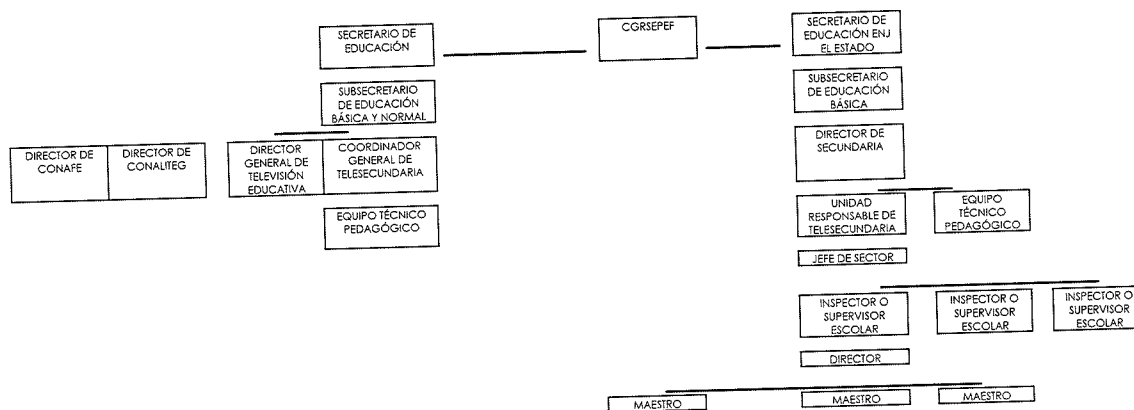 SECRETARIO DE
EDUCACIÓN
CGRSEPEF
SECRETARIO DE
EDUCACIÓN ENJ
EL ESTADO
SUBSECRETARIO
DE EDUCACIÓN
BÁSICA Y NORMAL
SUBSECRETARIO
DE EDUCACIÓN
BÁSICA
DIRECTOR DE
CONAFE
DIRECTOR DE
CONALITEG
DIRECTOR
GENERAL DE
TELEVISIÓN
EDUCATIVA
COORDINADOR
GENERAL DE
TELESECUNDARIA
DIRECTOR DE
SECUNDARIA
EQUIPO TÉCNICO
PEDAGÓGICO
UNIDAD
RESPONSABLE DE
TELESECUNDARIA
EQUIPO
TÉCNICO
PEDAGÓGICO
JEFE DE SECTOR
INSPECTOR O
SUPERVISOR
ESCOLAR
INSPECTOR O
SUPERVISOR
ESCOLAR
INSPECTOR O
SUPERVISOR
ESCOLAR
DIRECTOR
MAESTRO
MAESTRO
MAESTRO